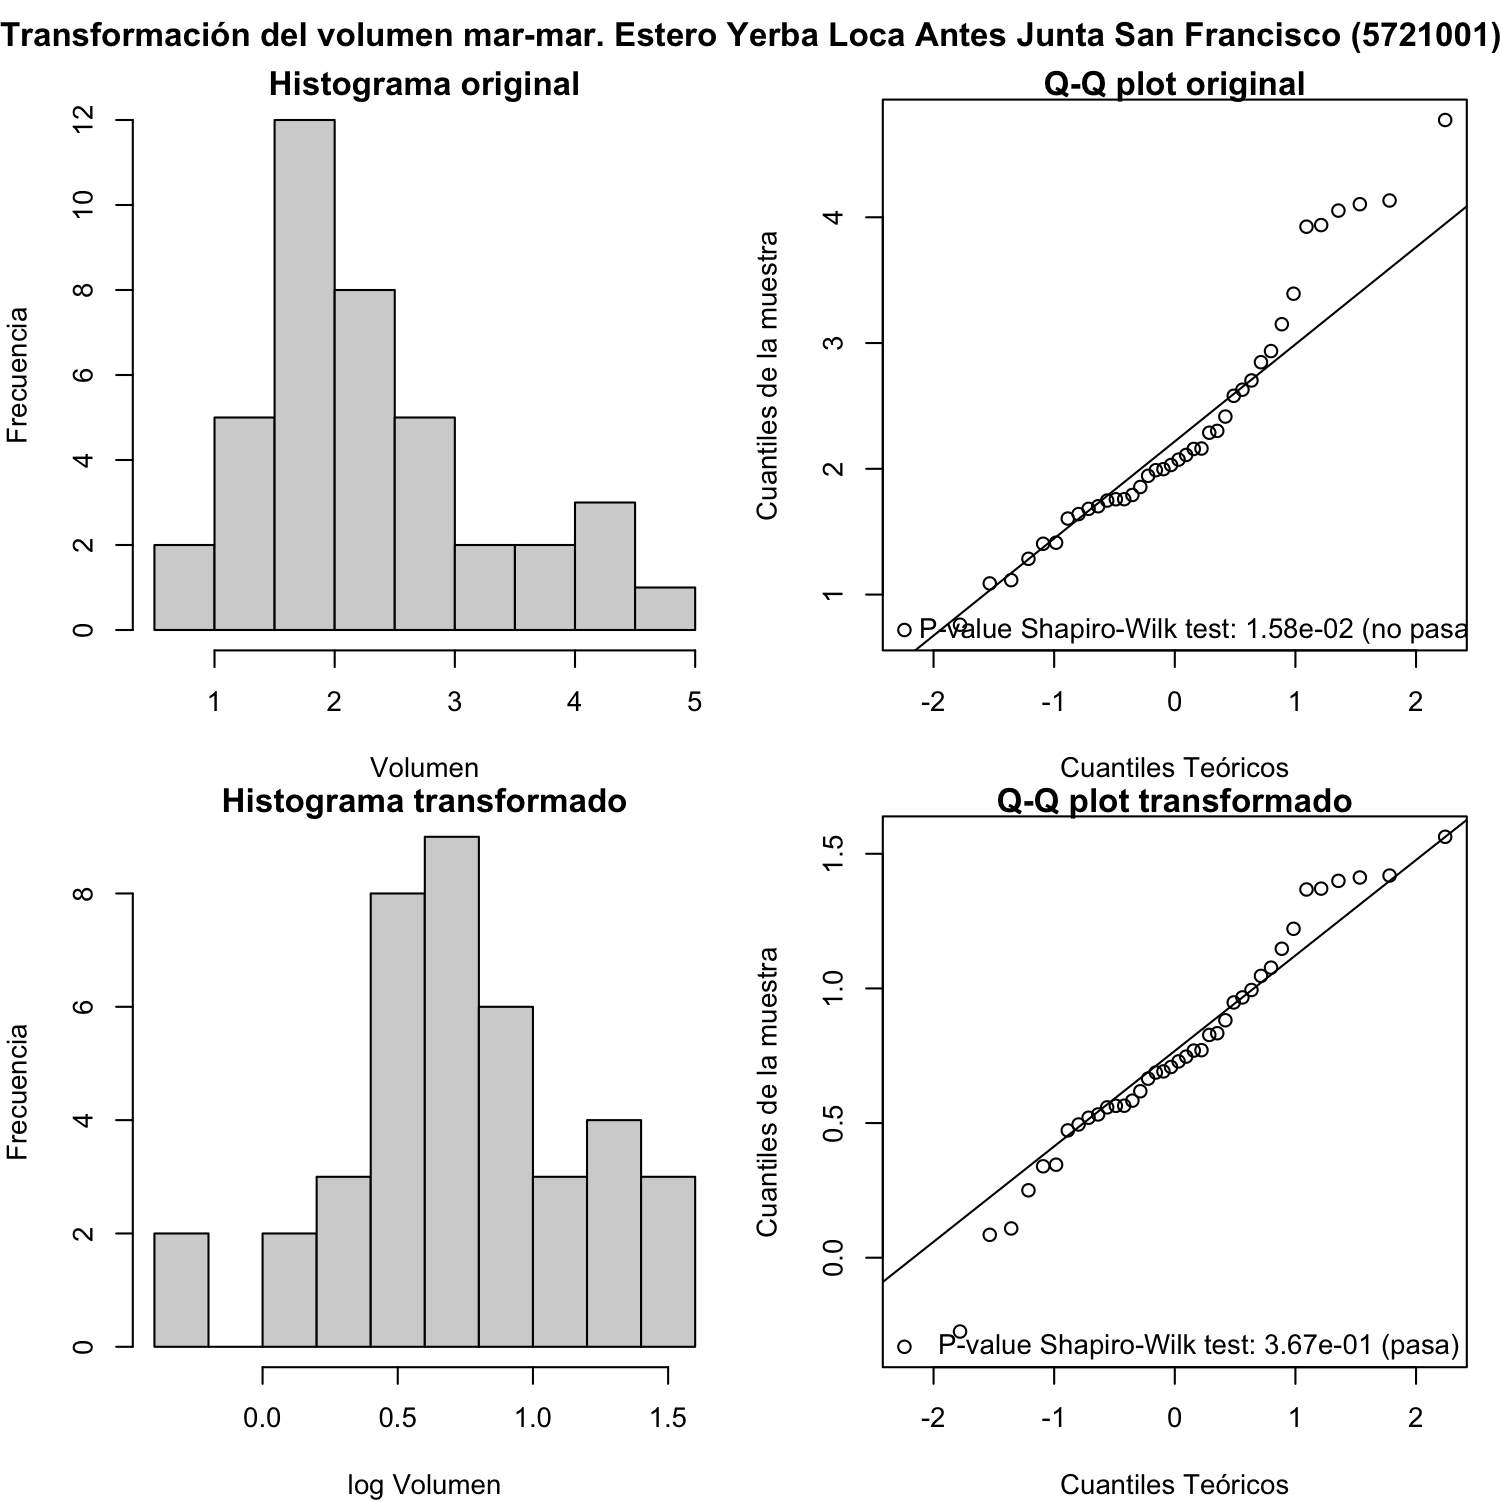 Transformación del volumen mar-mar. Estero Yerba Loca Antes Junta San Francisco (5721001)
Histograma original
Frecuencia
0
2
4
6
8
10
12
1
2
3
4
5
Volumen
Q-Q plot original
Cuantiles de la muestra
1
2
3
4
P-value Shapiro-Wilk test: 1.58e-02 (no pasa
-2
-1
0
1
2
Cuantiles Teóricos
Histograma transformado
Frecuencia
0
2
4
6
8
0.0
0.5
1.0
1.5
log Volumen
Q-Q plot transformado
Cuantiles de la muestra
0.0
0.5
1.0
1.5
P-value Shapiro-Wilk test: 3.67e-01 (pasa)
-2
-1
0
1
2
Cuantiles Teóricos